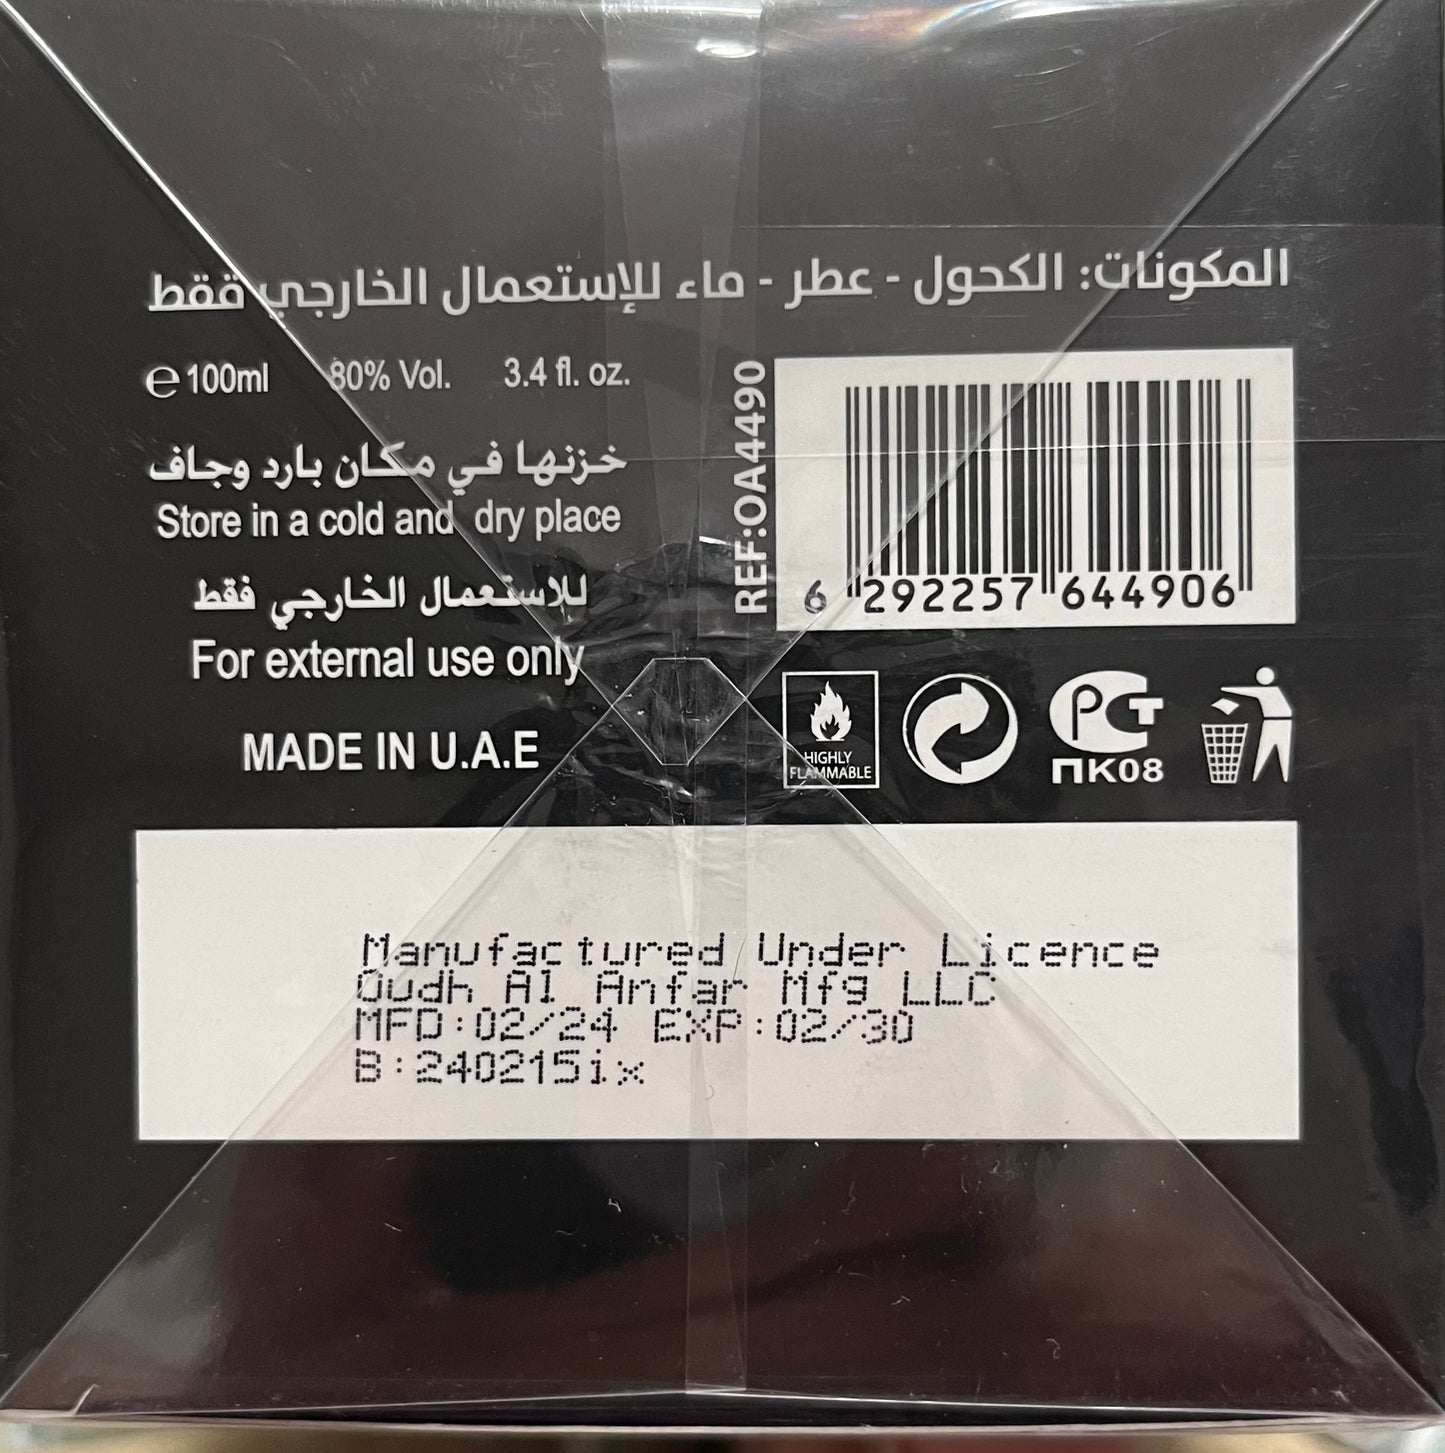 المكونات: الكحول - عطر - ماء للإستعمال الخارجي فقط
℮ 100ml 80% Vol. 3.4 fl. oz.
خزنها في مكان بارد وجاف
Store in a cold and dry place
للاستعمال الخارجي فقط
For external use only
MADE IN U.A.E
REF:OA4490
6 292257 644906
HIGHLY
FLAMMABLE
РСТ
ПК08
Manufactured Under Licence
Oudh Al Anfar Mfg LLC
MFD:02/24 EXP:02/30
B:240215ix